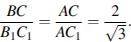 BC/B₁C₁ = AC/AC₁ = 2/√3.